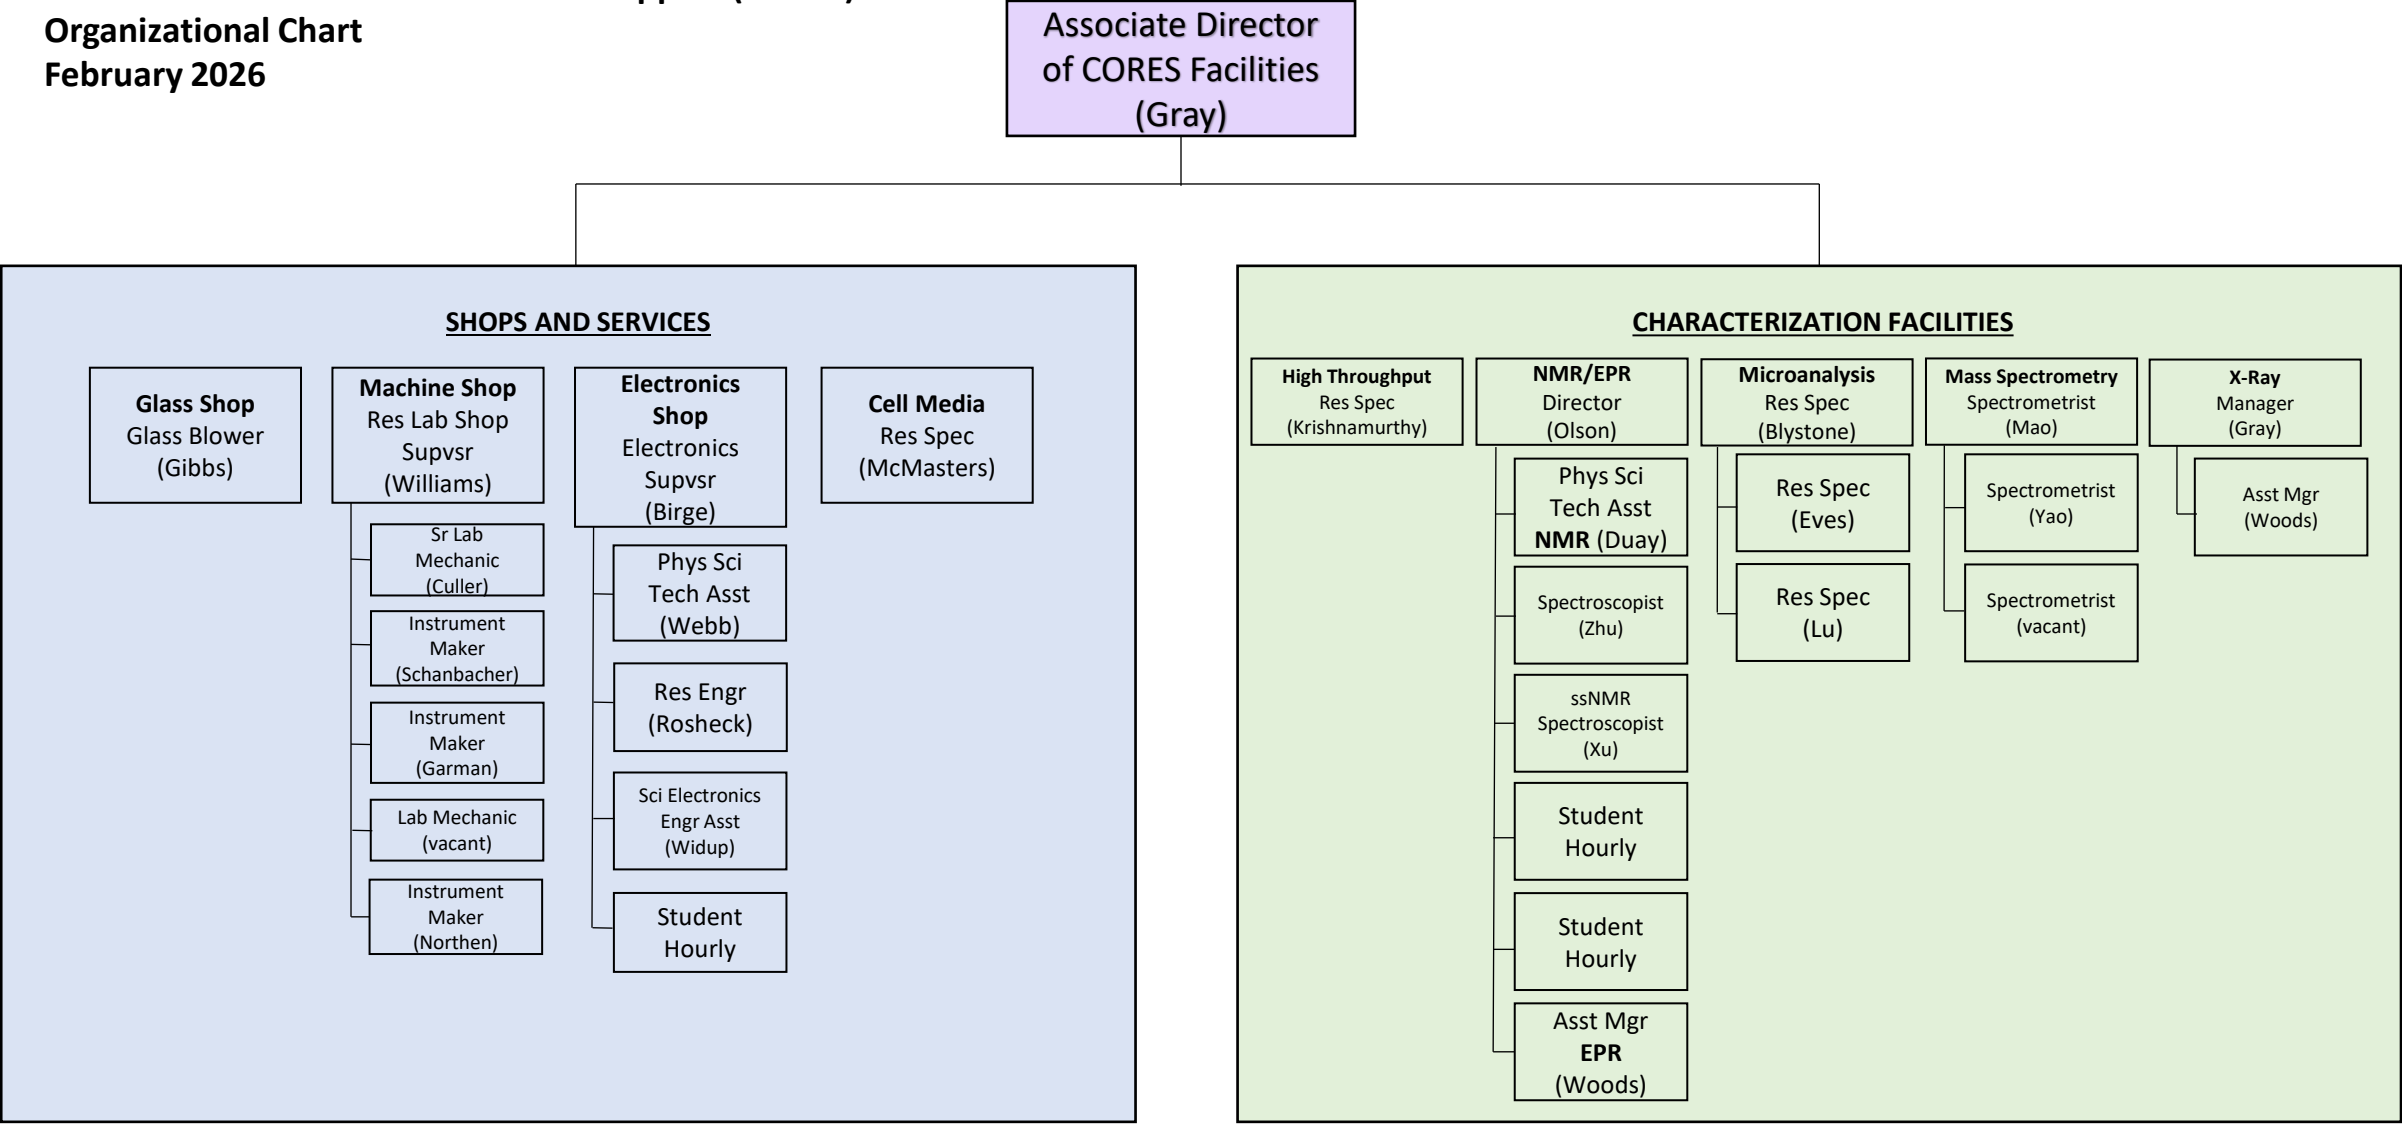 Organizational Chart
February 2026
Associate Director
of CORES Facilities
(Gray)
SHOPS AND SERVICES
Glass Shop
Glass Blower
(Gibbs)
Machine Shop
Res Lab Shop
Supvsr
(Williams)
Sr Lab
Mechanic
(Culler)
Instrument
Maker
(Schanbacher)
Instrument
Maker
(Garman)
Lab Mechanic
(vacant)
Instrument
Maker
(Northen)
Electronics
Shop
Electronics
Supvsr
(Birge)
Phys Sci
Tech Asst
(Webb)
Res Engr
(Rosheck)
Sci Electronics
Engr Asst
(Widup)
Student
Hourly
Cell Media
Res Spec
(McMasters)
CHARACTERIZATION FACILITIES
High Throughput
Res Spec
(Krishnamurthy)
NMR/EPR
Director
(Olson)
Phys Sci
Tech Asst
NMR (Duay)
Spectroscopist
(Zhu)
ssNMR
Spectroscopist
(Xu)
Student
Hourly
Student
Hourly
Asst Mgr
EPR
(Woods)
Microanalysis
Res Spec
(Blystone)
Res Spec
(Eves)
Res Spec
(Lu)
Mass Spectrometry
Spectrometrist
(Mao)
Spectrometrist
(Yao)
Spectrometrist
(vacant)
X-Ray
Manager
(Gray)
Asst Mgr
(Woods)